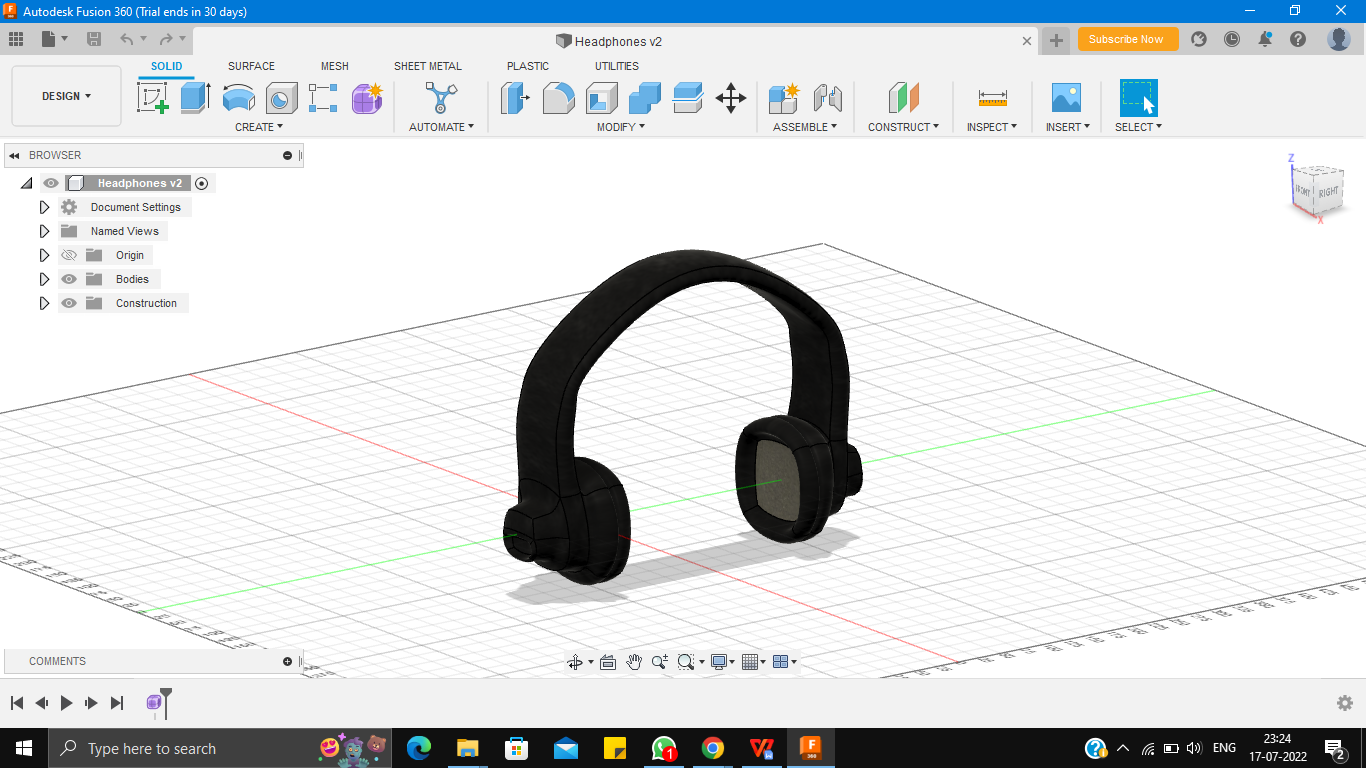 Autodesk Fusion 360 (Trial ends in 30 days)
Headphones v2
Subscribe Now
SOLID SURFACE MESH SHEET METAL PLASTIC UTILITIES
DESIGN
CREATE AUTOMATE MODIFY ASSEMBLE CONSTRUCT INSPECT INSERT SELECT
BROWSER
Headphones v2
Document Settings
Named Views
Origin
Bodies
Construction
Z
FRONT RIGHT
X
COMMENTS
Type here to search
1
F
360
ENG
23:24
17-07-2022
2